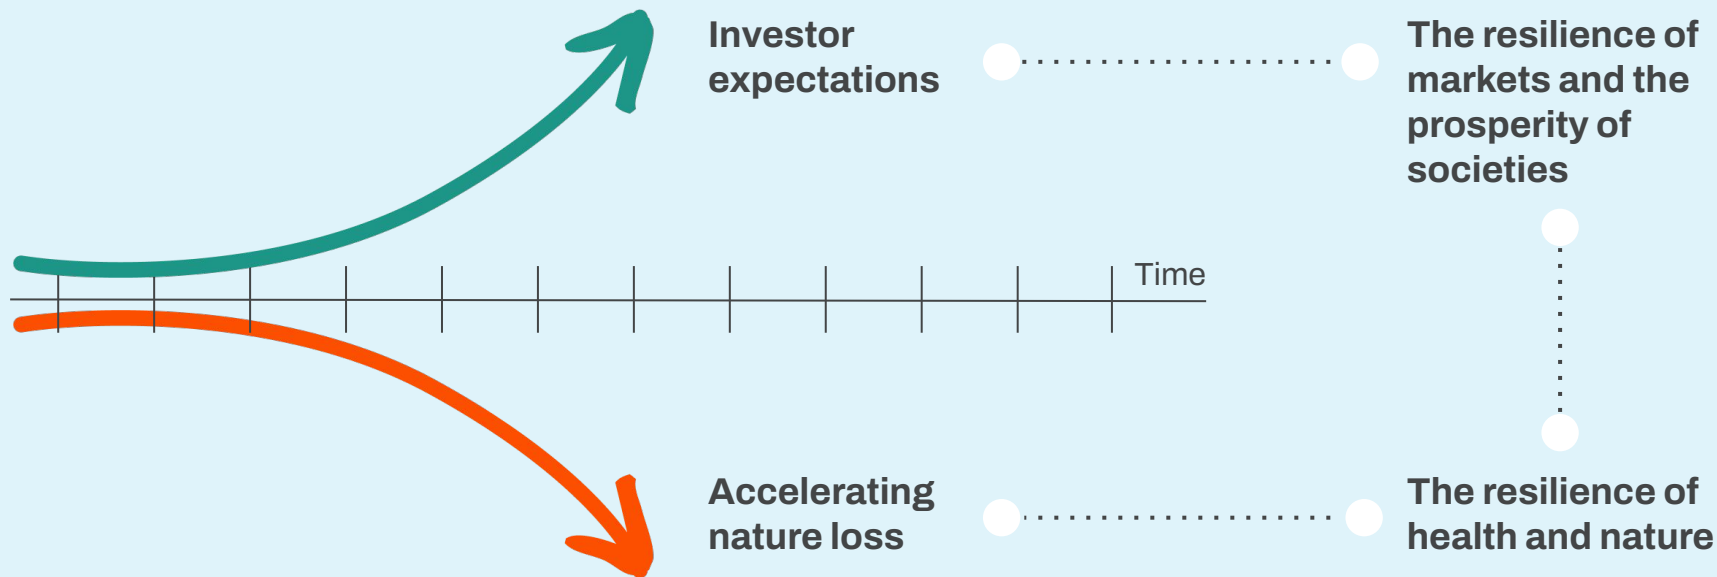 Investor
expectations
The resilience of
markets and the
prosperity of
societies
Time
Accelerating
nature loss
The resilience of
health and nature